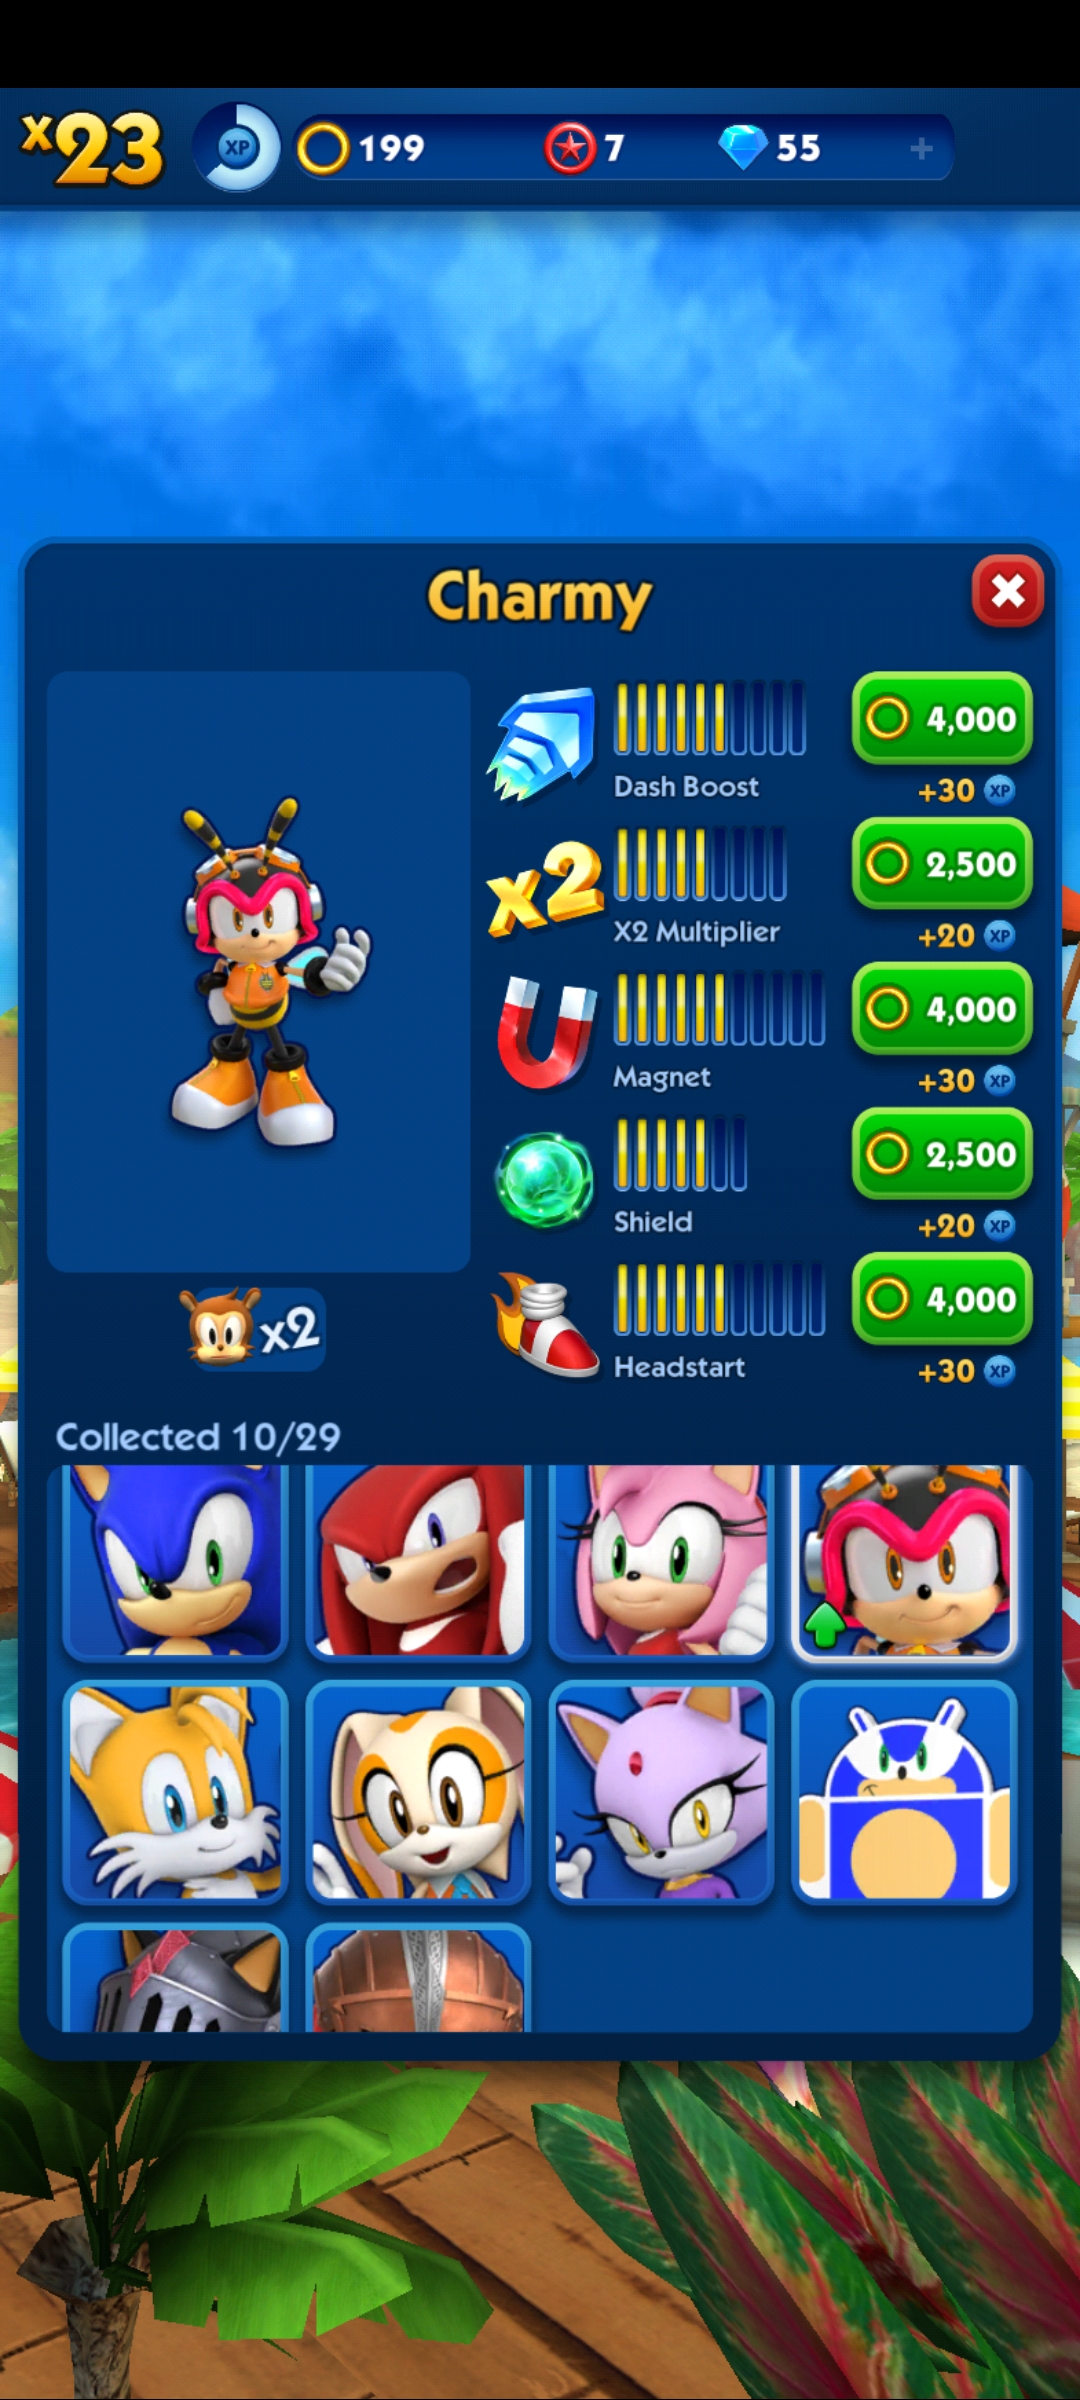 x23 XP 199 7 55 +
Charmy
4,000
Dash Boost +30 XP
x2 2,500
X2 Multiplier +20 XP
4,000
Magnet +30 XP
2,500
Shield +20 XP
x2 4,000
Headstart +30 XP
Collected 10/29